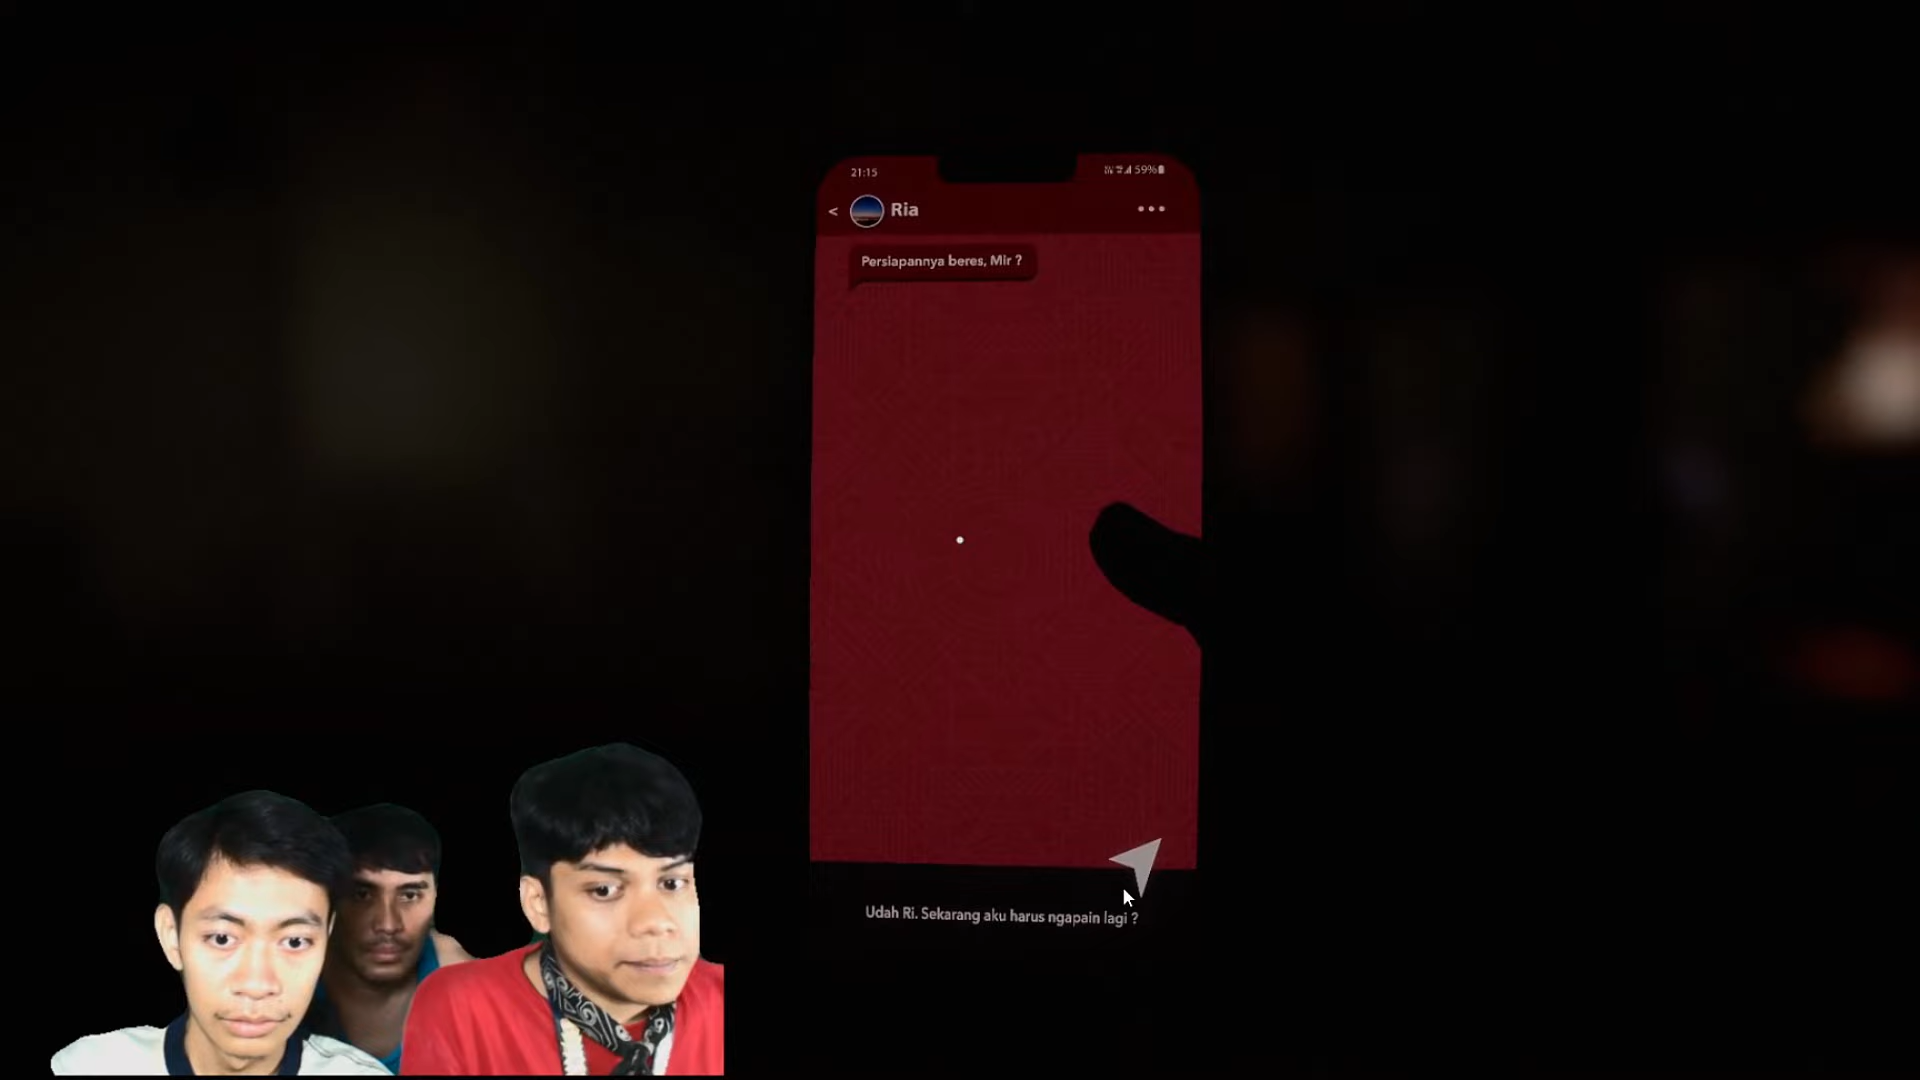 21:15
59%
< Ria
Persiapannya beres, Mir ?
Udah Ri. Sekarang aku harus ngapain lagi ?